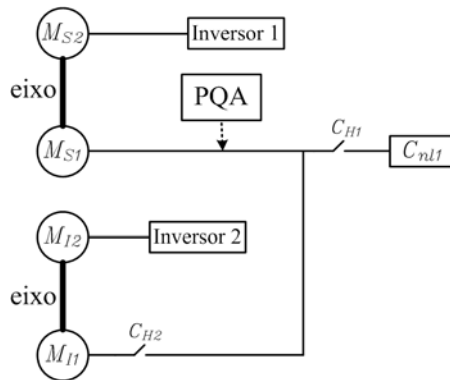 M_S2
Inversor 1
eixo
PQA
C_H1
M_S1
C_nl1
M_I2
Inversor 2
eixo
C_H2
M_I1